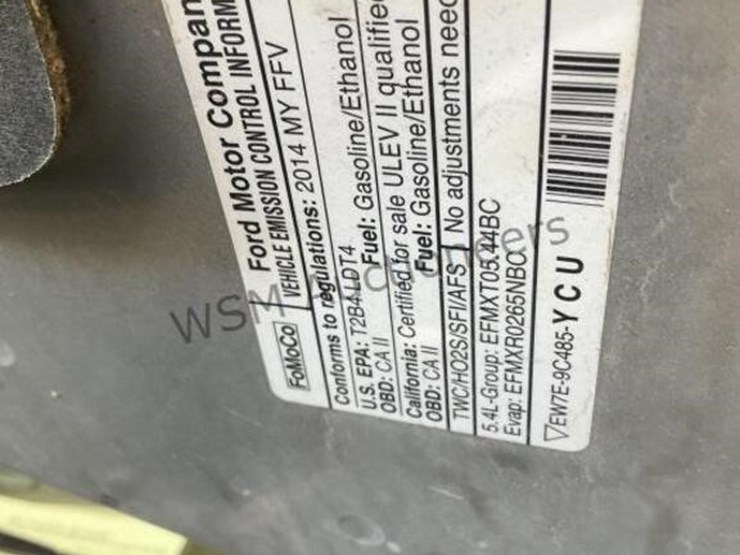 Ford Motor Compan
FoMoCo VEHICLE EMISSION CONTROL INFORM
Conforms to regulations: 2014 MY FFV
U.S. EPA: T2B4 LDT4 Fuel: Gasoline/Ethanol
OBD: CA II
California: Certified for sale ULEV II qualifie
OBD: CA II Fuel: Gasoline/Ethanol
TWC/HO2S/SFI/AFS No adjustments need
5.4L-Group: EFMXT05.44BC
Evap: EFMXR0265NBC
EW7E-9C485-Y C U
WSM Auctioneers